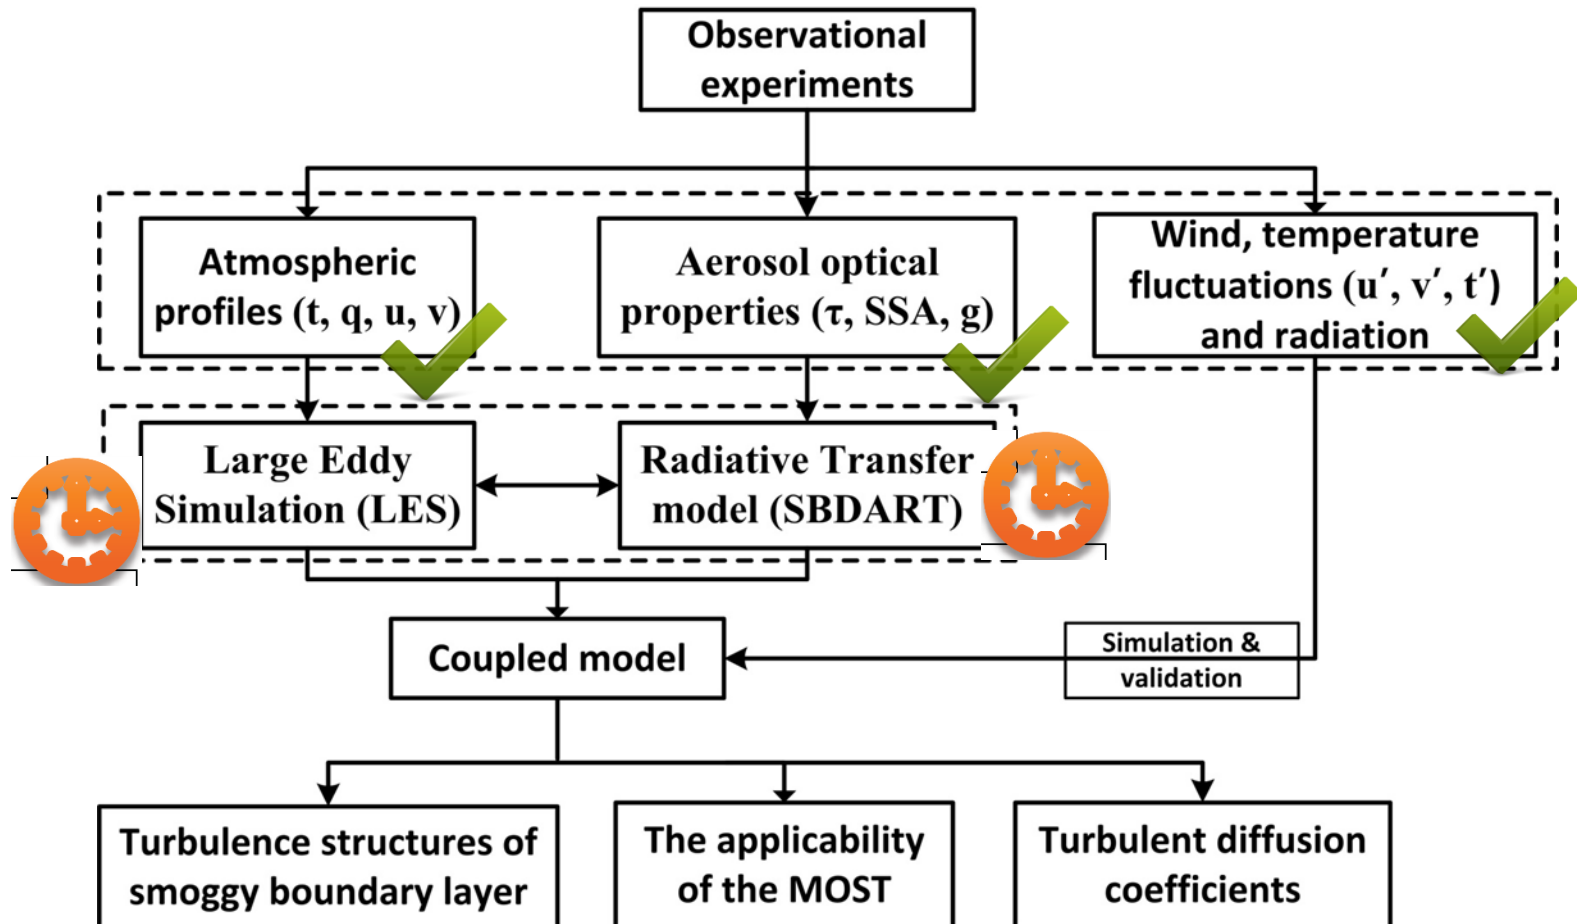 Observational
experiments
Atmospheric
profiles (t, q, u, v)
Aerosol optical
properties (τ, SSA, g)
Wind, temperature
fluctuations (u′, v′, t′)
and radiation
Large Eddy
Simulation (LES)
Radiative Transfer
model (SBDART)
Coupled model
Simulation &
validation
Turbulence structures of
smoggy boundary layer
The applicability
of the MOST
Turbulent diffusion
coefficients